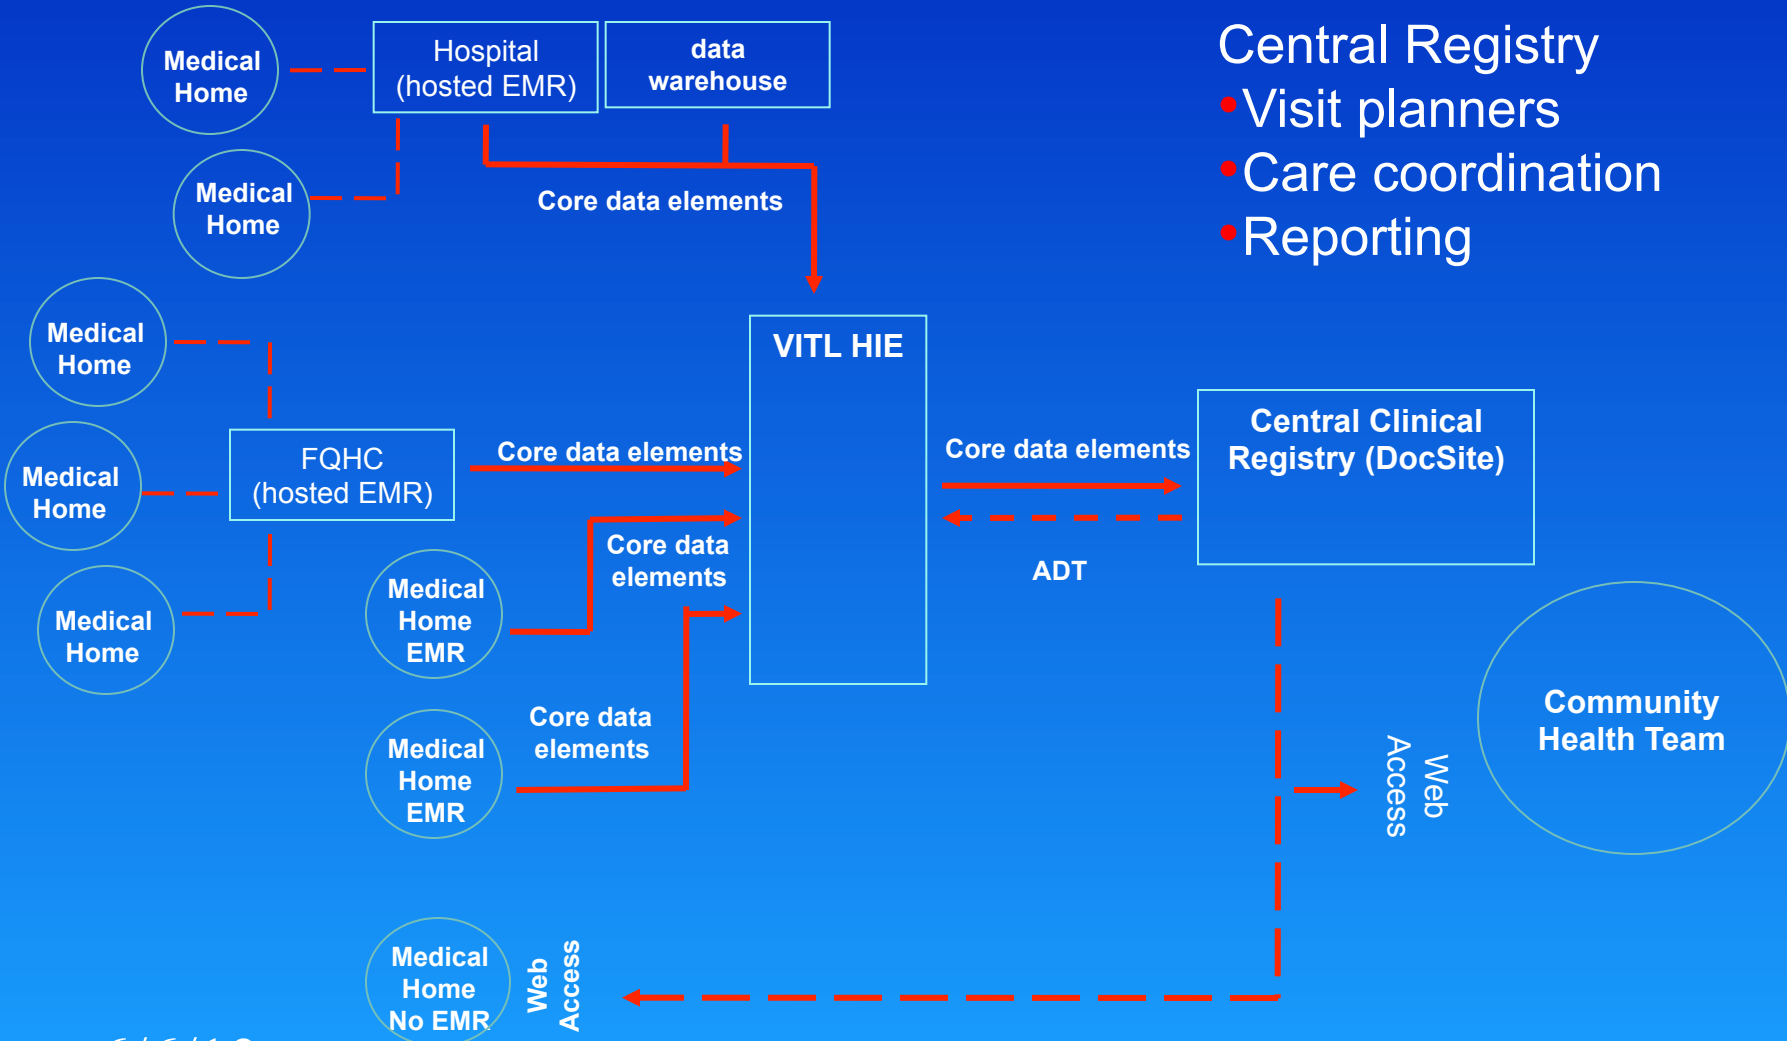 Medical
Home
Hospital
(hosted EMR)
data
warehouse
Central Registry
•Visit planners
•Care coordination
•Reporting
Medical
Home
Core data elements
Medical
Home
VITL HIE
Medical
Home
FQHC
(hosted EMR)
Core data elements
Core data elements
Central Clinical
Registry (DocSite)
Medical
Home
Medical
Home
EMR
Core data
elements
ADT
Core data
elements
Medical
Home
EMR
Community
Health Team
Web
Access
Medical
Home
No EMR
Web
Access